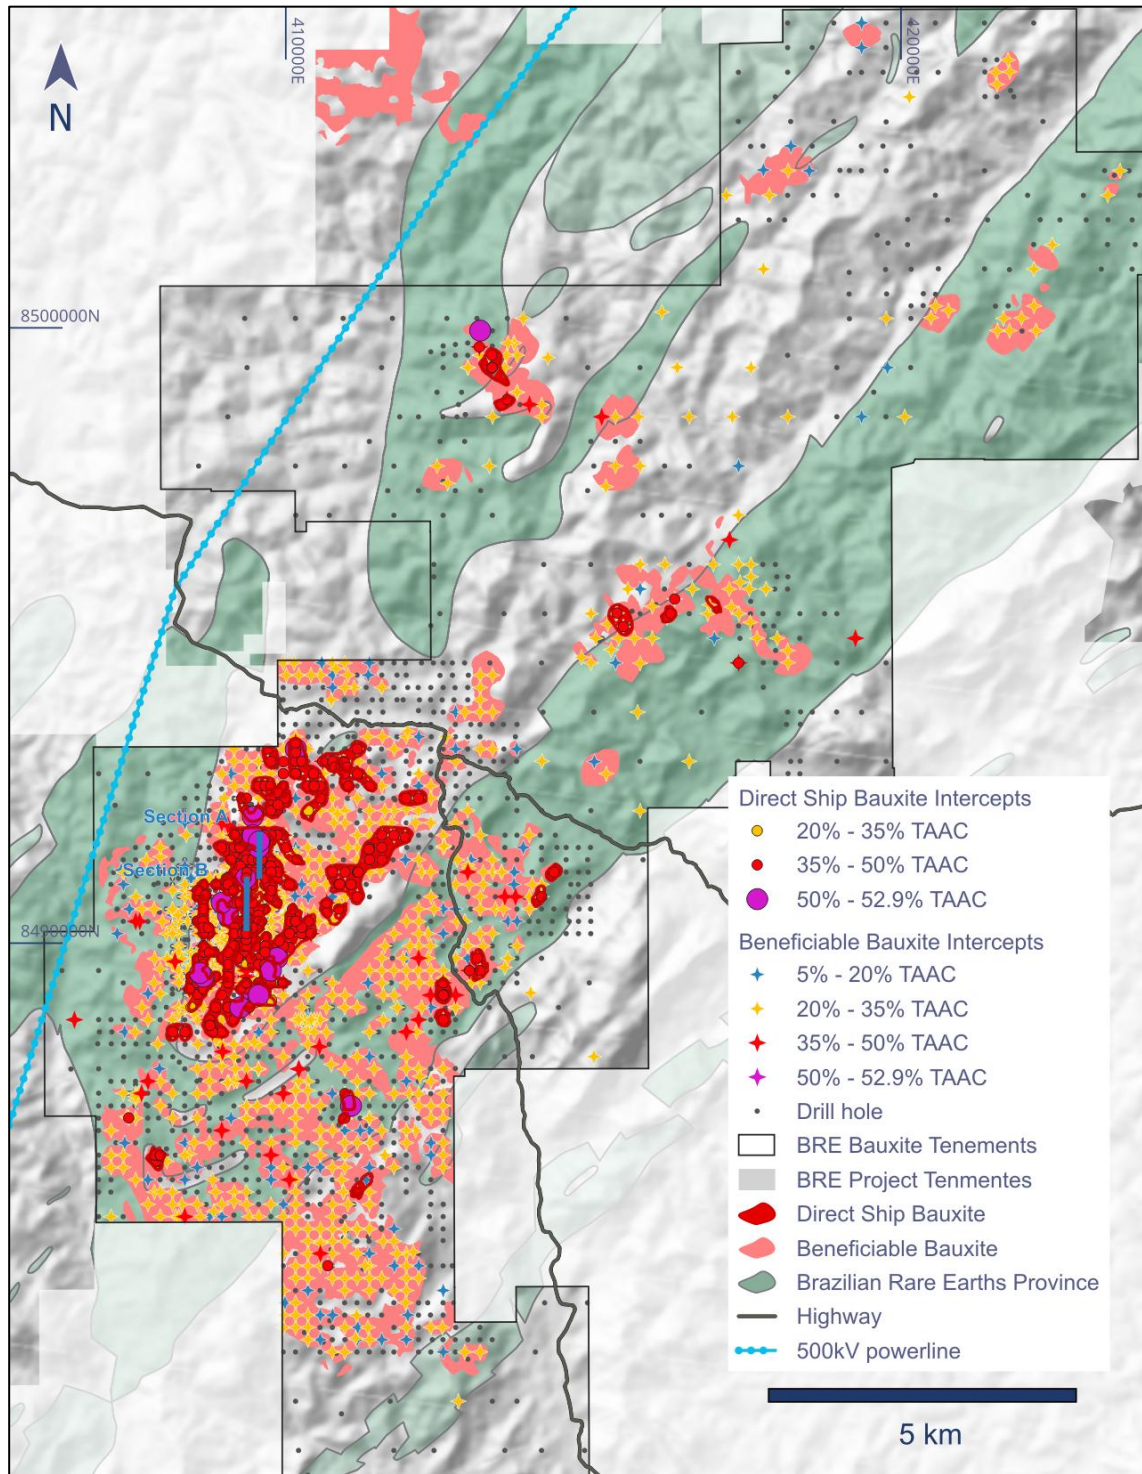 410000E
420000E
N
8500000N
Section A
Section B
8490000N
Direct Ship Bauxite Intercepts
20% - 35% TAAC
35% - 50% TAAC
50% - 52.9% TAAC
Beneficiable Bauxite Intercepts
5% - 20% TAAC
20% - 35% TAAC
35% - 50% TAAC
50% - 52.9% TAAC
Drill hole
BRE Bauxite Tenements
BRE Project Tenmentes
Direct Ship Bauxite
Beneficiable Bauxite
Brazilian Rare Earths Province
Highway
500kV powerline
5 km